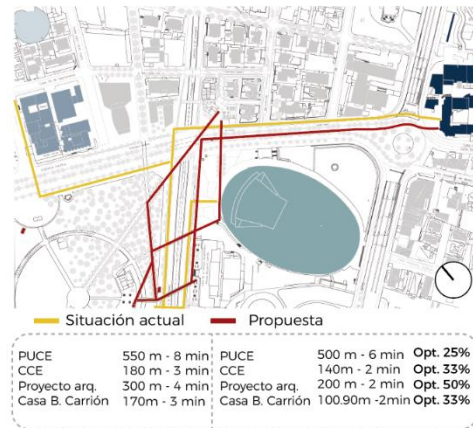 Situación actual Propuesta
PUCE 550 m - 8 min
CCE 180 m - 3 min
Proyecto arq. 300 m - 4 min
Casa B. Carrión 170m - 3 min
PUCE 500 m - 6 min Opt. 25%
CCE 140m - 2 min Opt. 33%
Proyecto arq. 200 m - 2 min Opt. 50%
Casa B. Carrión 100.90m -2min Opt. 33%